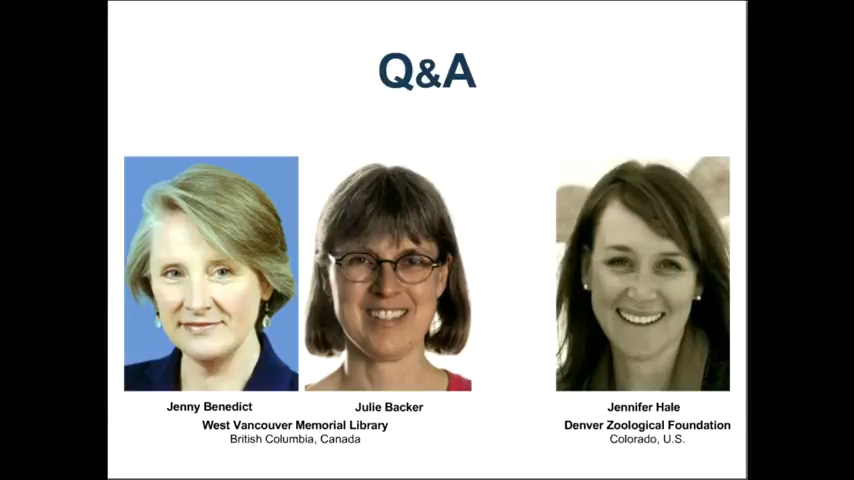 Q&A
Jenny Benedict
Julie Backer
West Vancouver Memorial Library
British Columbia, Canada
Jennifer Hale
Denver Zoological Foundation
Colorado, U.S.